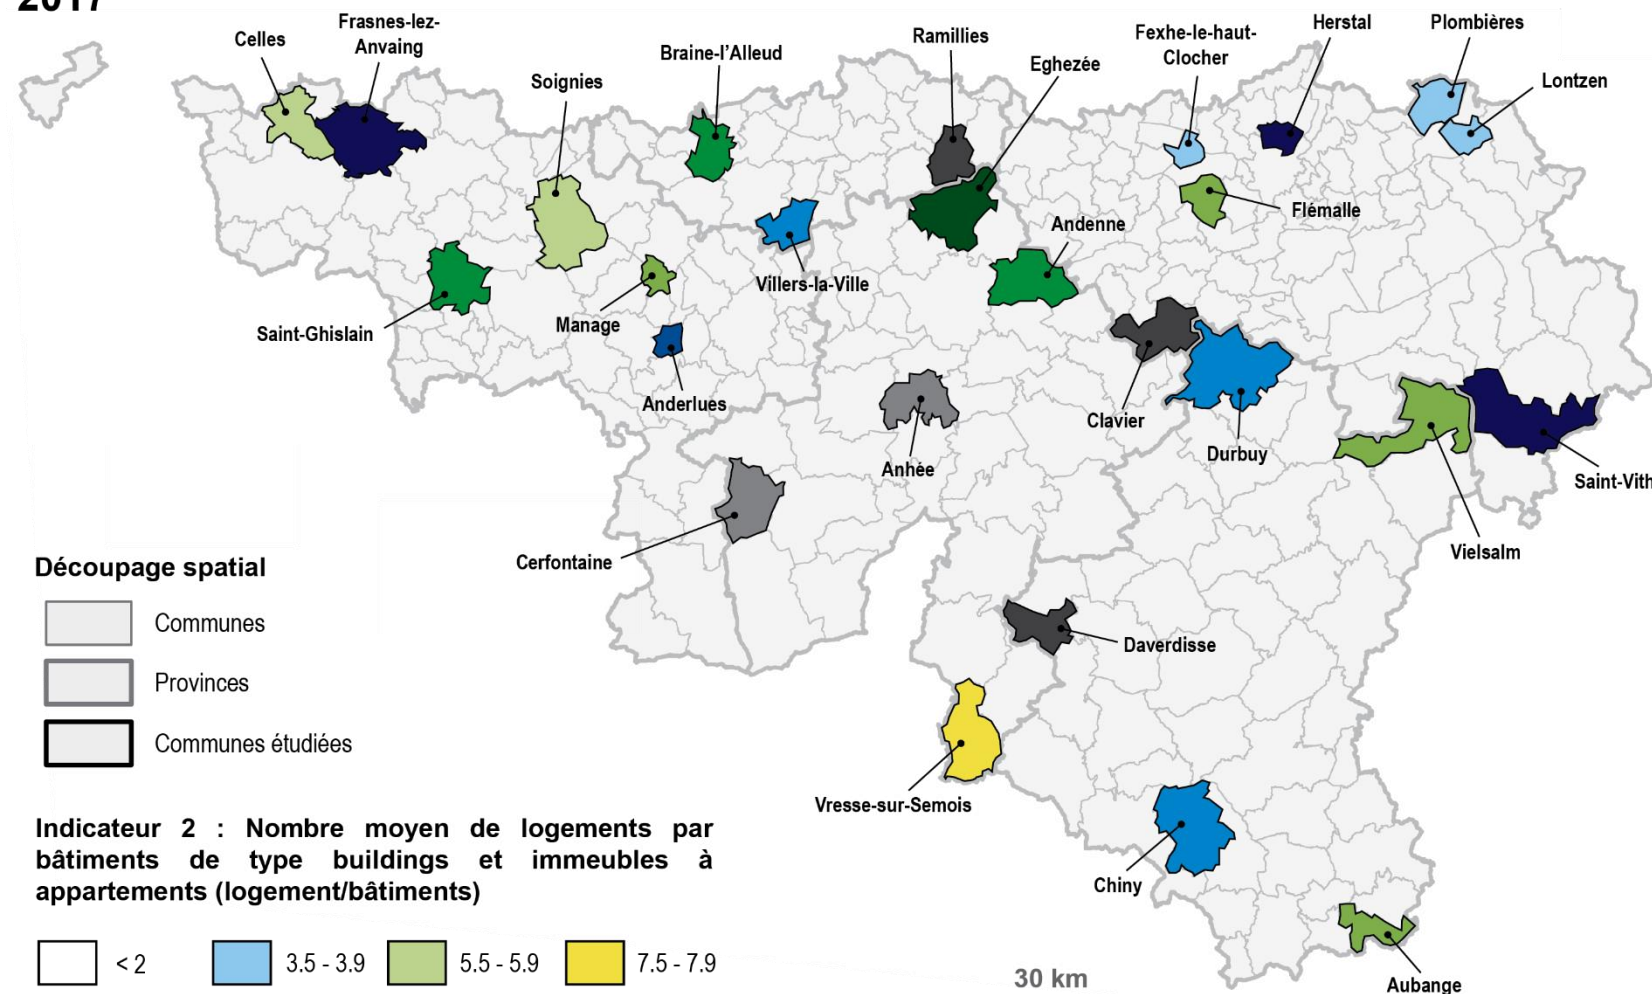 2017
Celles
Frasnes-lez-
Anvaing
Soignies
Braine-l'Alleud
Ramillies
Eghezée
Fexhe-le-haut-
Clocher
Herstal
Plombières
Lontzen
Flémalle
Andenne
Villers-la-Ville
Manage
Saint-Ghislain
Anderlues
Clavier
Durbuy
Anhée
Saint-Vith
Vielsalm
Cerfontaine
Daverdisse
Vresse-sur-Semois
Chiny
Aubange
Découpage spatial
Communes
Provinces
Communes étudiées
Indicateur 2 : Nombre moyen de logements par
bâtiments de type buildings et immeubles à
appartements (logement/bâtiments)
< 2
3.5 - 3.9
5.5 - 5.9
7.5 - 7.9
30 km